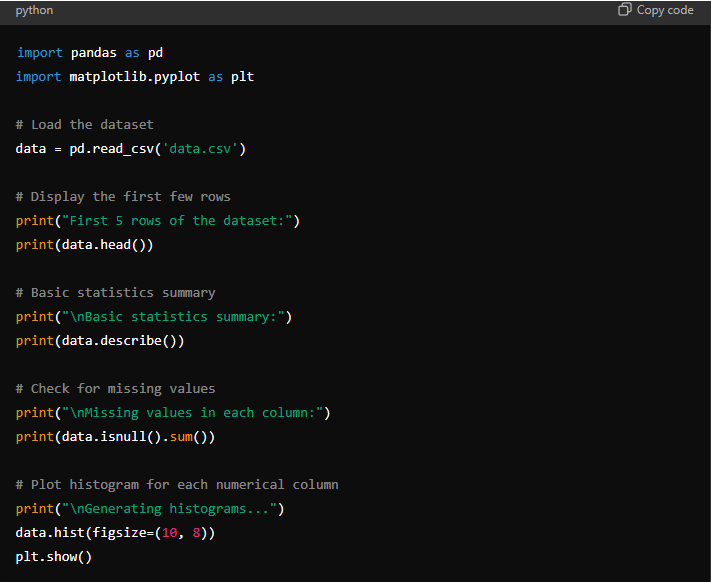 python
Copy code
import pandas as pd
import matplotlib.pyplot as plt
# Load the dataset
data = pd.read_csv('data.csv')
# Display the first few rows
print("First 5 rows of the dataset:")
print(data.head())
# Basic statistics summary
print("\nBasic statistics summary:")
print(data.describe())
# Check for missing values
print("\nMissing values in each column:")
print(data.isnull().sum())
# Plot histogram for each numerical column
print("\nGenerating histograms...")
data.hist(figsize=(10, 8))
plt.show()